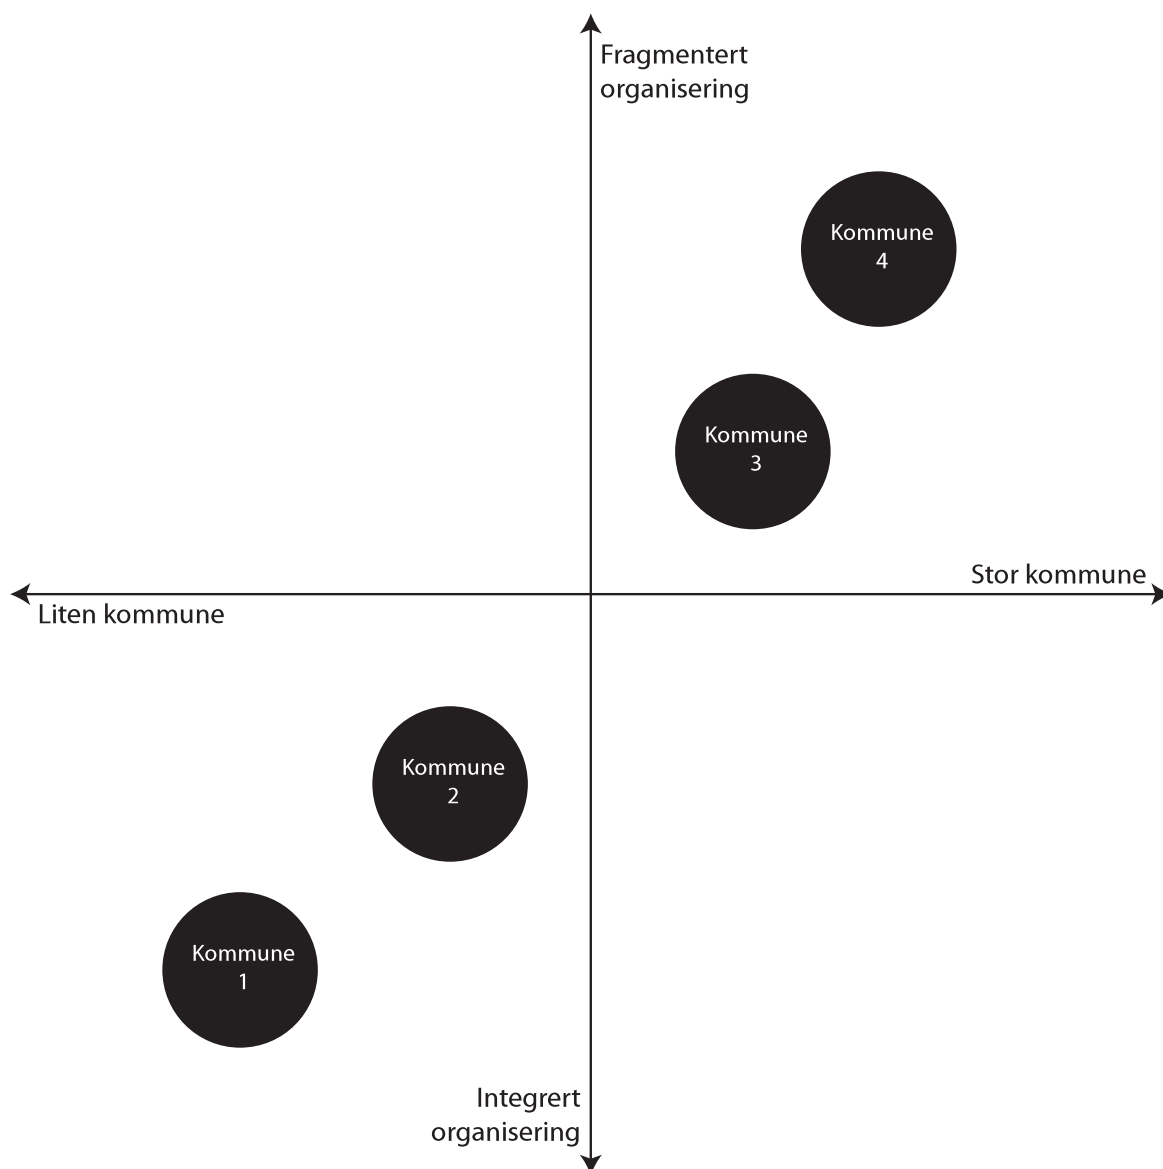 Fragmentert
organisering
Kommune
4
Kommune
3
Stor kommune
Liten kommune
Kommune
2
Kommune
1
Integrert
organisering